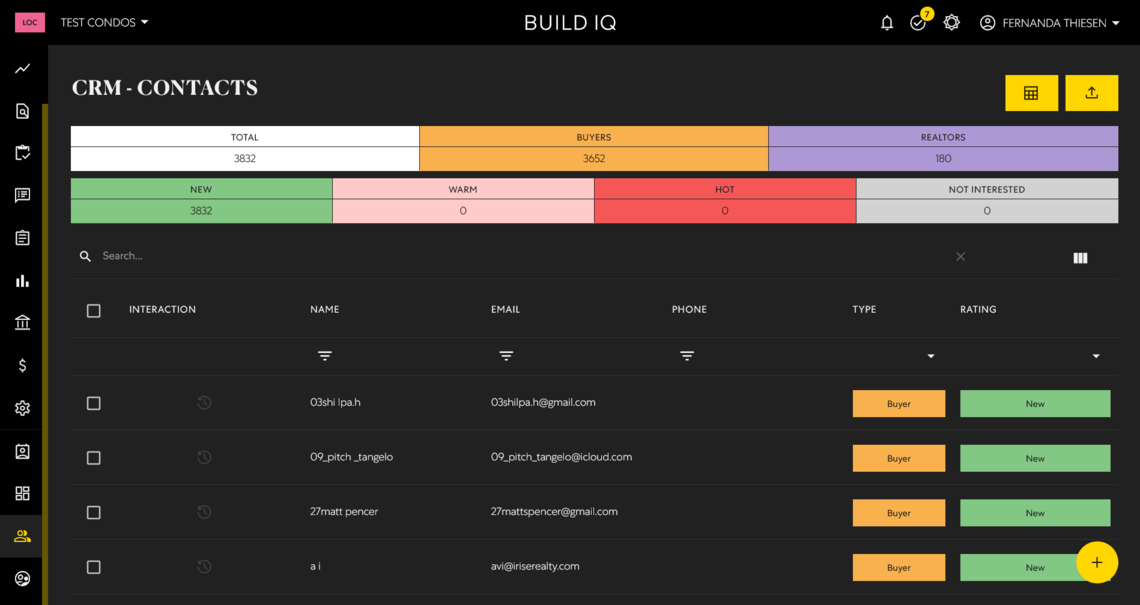 LOC TEST CONDOS BUILD IQ 7 FERNANDA THIESEN
CRM - CONTACTS
TOTAL BUYERS REALTORS
3832 3652 180
NEW WARM HOT NOT INTERESTED
3832 0 0 0
Search...
INTERACTION NAME EMAIL PHONE TYPE RATING
03shi lpa.h 03shilpa.h@gmail.com Buyer New
09_pitch _tangelo 09_pitch_tangelo@icloud.com Buyer New
27matt pencer 27mattspencer@gmail.com Buyer New
a i avi@iriserealty.com Buyer New